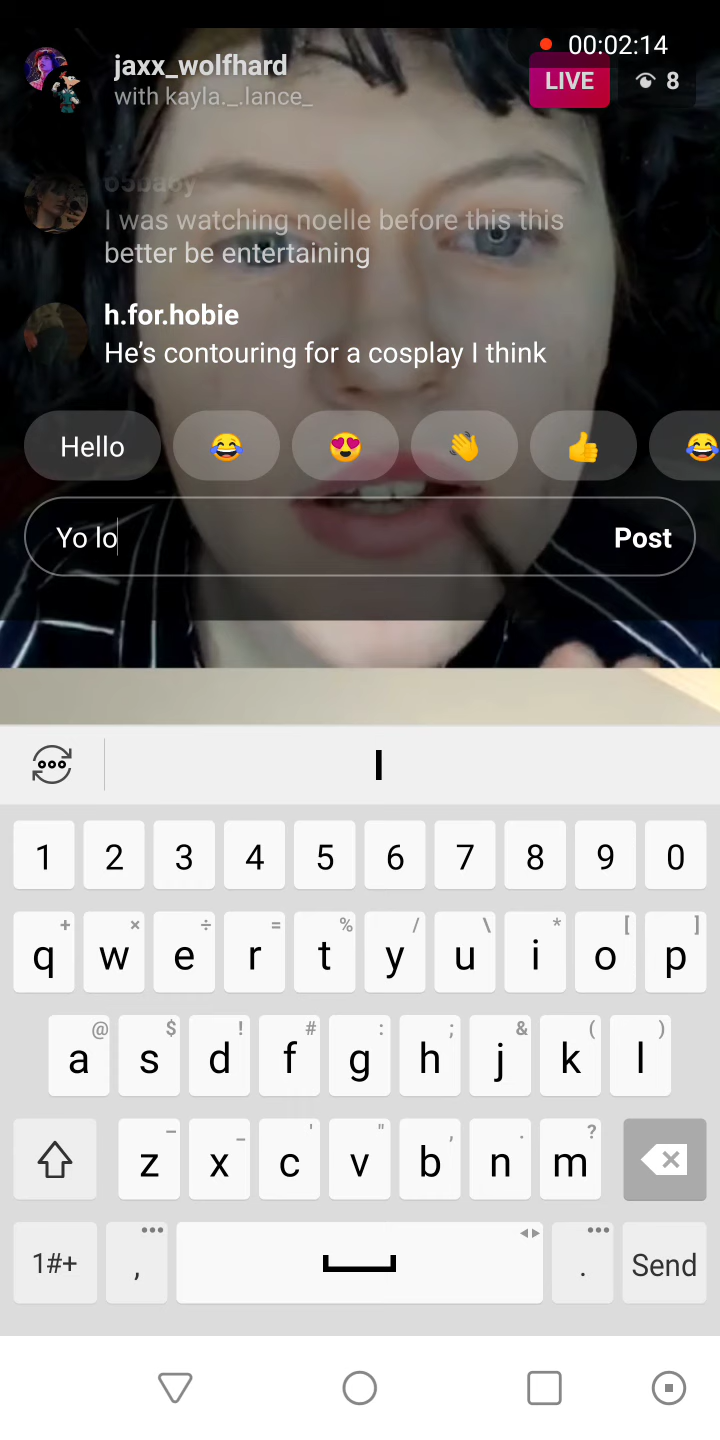 00:02:14
jaxx_wolfhard
with kayla._.lance_
LIVE
8
I was watching noelle before this this
better be entertaining
h.for.hobie
He's contouring for a cosplay I think
Hello
Yo lo
Post
l
1 2 3 4 5 6 7 8 9 0
+ × ÷ = % / \ * [ ]
q w e r t y u i o p
@ $ ! # : ; & ( )
a s d f g h j k l
– _ ' " , . ?
z x c v b n m
1#+ , . Send